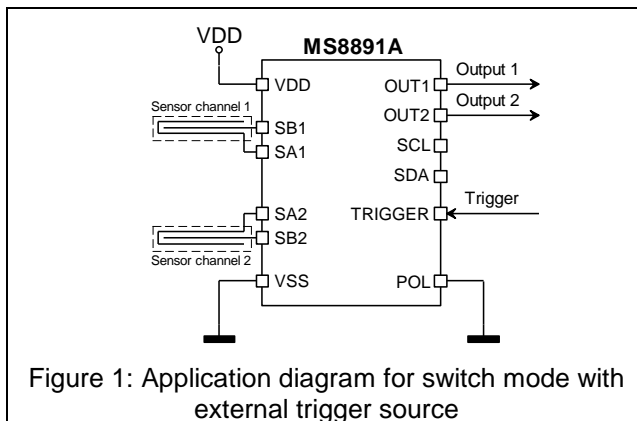 VDD
MS8891A
VDD
OUT1
Output 1
Sensor channel 1
OUT2
Output 2
SB1
SCL
SA1
SDA
SA2
TRIGGER
Trigger
SB2
Sensor channel 2
VSS
POL
Figure 1: Application diagram for switch mode with
external trigger source